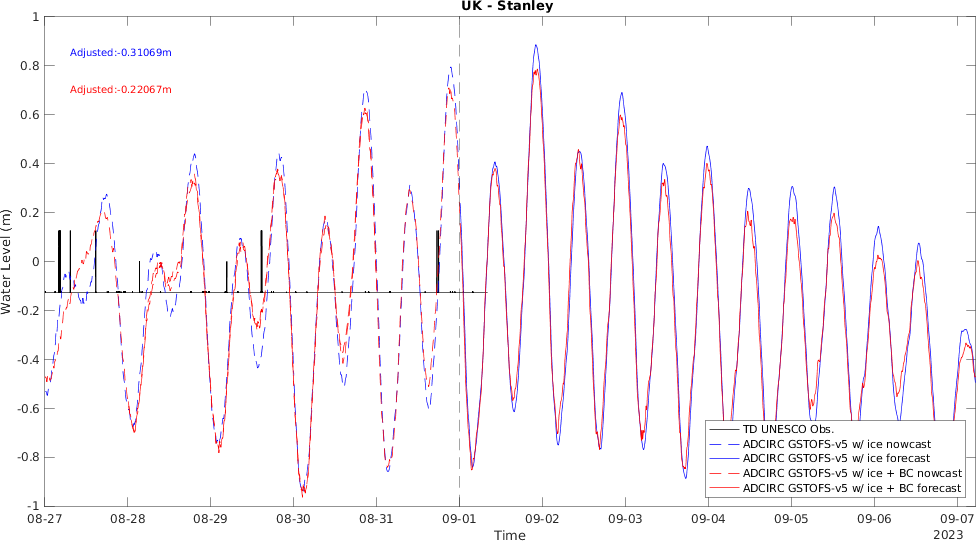 UK - Stanley
Adjusted:-0.31069m
Adjusted:-0.22067m
Water Level (m)
1
0.8
0.6
0.4
0.2
0
-0.2
-0.4
-0.6
-0.8
-1
TD UNESCO Obs.
ADCIRC GSTOFS-v5 w/ ice nowcast
ADCIRC GSTOFS-v5 w/ ice forecast
ADCIRC GSTOFS-v5 w/ ice + BC nowcast
ADCIRC GSTOFS-v5 w/ ice + BC forecast
08-27 08-28 08-29 08-30 08-31 09-01 09-02 09-03 09-04 09-05 09-06 09-07
Time
2023